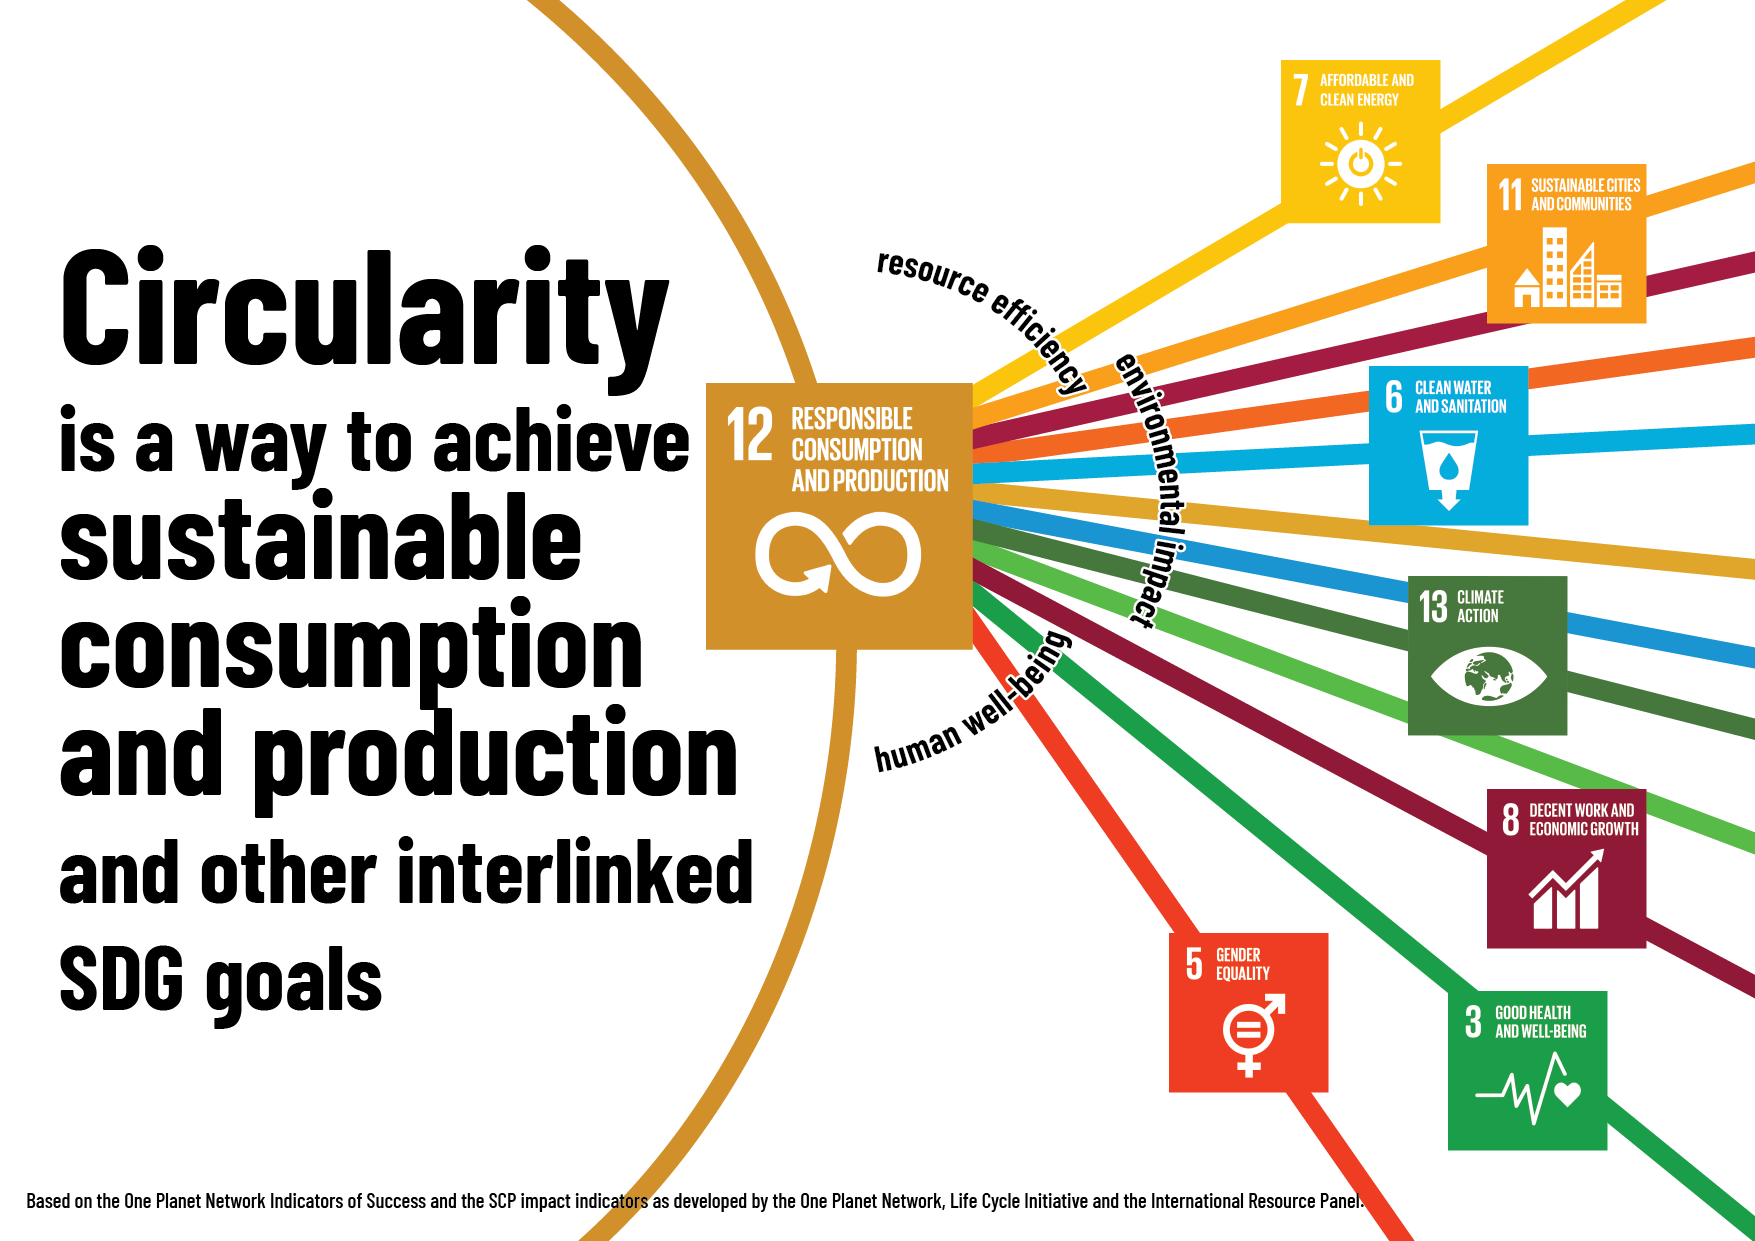 Circularity
is a way to achieve
sustainable
consumption
and production
and other interlinked
SDG goals
12 RESPONSIBLE
CONSUMPTION
AND PRODUCTION
resource efficiency
environmental impact
human well-being
7 AFFORDABLE AND
CLEAN ENERGY
11 SUSTAINABLE CITIES
AND COMMUNITIES
6 CLEAN WATER
AND SANITATION
13 CLIMATE
ACTION
8 DECENT WORK AND
ECONOMIC GROWTH
5 GENDER
EQUALITY
3 GOOD HEALTH
AND WELL-BEING
Based on the One Planet Network Indicators of Success and the SCP impact indicators as developed by the One Planet Network, Life Cycle Initiative and the International Resource Panel.